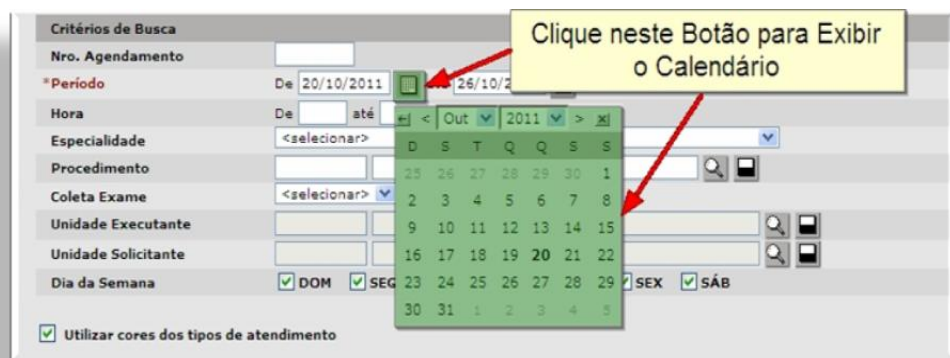 Clique neste Botão para Exibir
o Calendário
Critérios de Busca
Nro. Agendamento
*Período De 20/10/2011 26/10/2
Hora De até
Especialidade <selecionar>
Procedimento
Coleta Exame <selecionar>
Unidade Executante
Unidade Solicitante
Dia da Semana DOM SEG SEX SÁB
Utilizar cores dos tipos de atendimento
< Out 2011 >
D S T Q Q S S
25 26 27 28 29 30 1
2 3 4 5 6 7 8
9 10 11 12 13 14 15
16 17 18 19 20 21 22
23 24 25 26 27 28 29
30 31 1 2 3 4 5